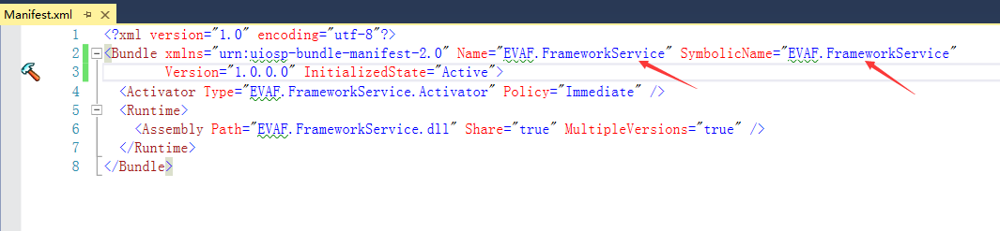 Manifest.xml
1 <?xml version="1.0" encoding="utf-8"?>
2 <Bundle xmlns="urn:uiosp-bundle-manifest-2.0" Name="EVAF.FrameworkService" SymbolicName="EVAF.FrameworkService"
3 Version="1.0.0.0" InitializedState="Active">
4 <Activator Type="EVAF.FrameworkService.Activator" Policy="Immediate" />
5 <Runtime>
6 <Assembly Path="EVAF.FrameworkService.dll" Share="true" MultipleVersions="true" />
7 </Runtime>
8 </Bundle>